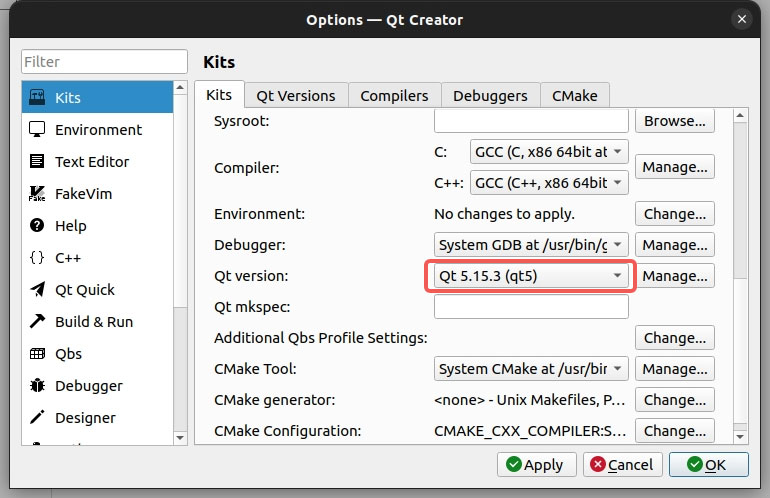 Options — Qt Creator
Filter
Kits
Environment
Text Editor
FakeVim
Help
C++
Qt Quick
Build & Run
Qbs
Debugger
Designer
Kits
Kits Qt Versions Compilers Debuggers CMake
Sysroot: Browse...
Compiler: C: GCC (C, x86 64bit at Manage...
C++: GCC (C++, x86 64bit
Environment: No changes to apply. Change...
Debugger: System GDB at /usr/bin/g Manage...
Qt version: Qt 5.15.3 (qt5) Manage...
Qt mkspec:
Additional Qbs Profile Settings: Change...
CMake Tool: System CMake at /usr/bin Manage...
CMake generator: <none> - Unix Makefiles, P... Change...
CMake Configuration: CMAKE_CXX_COMPILER:S... Change...
Apply Cancel OK